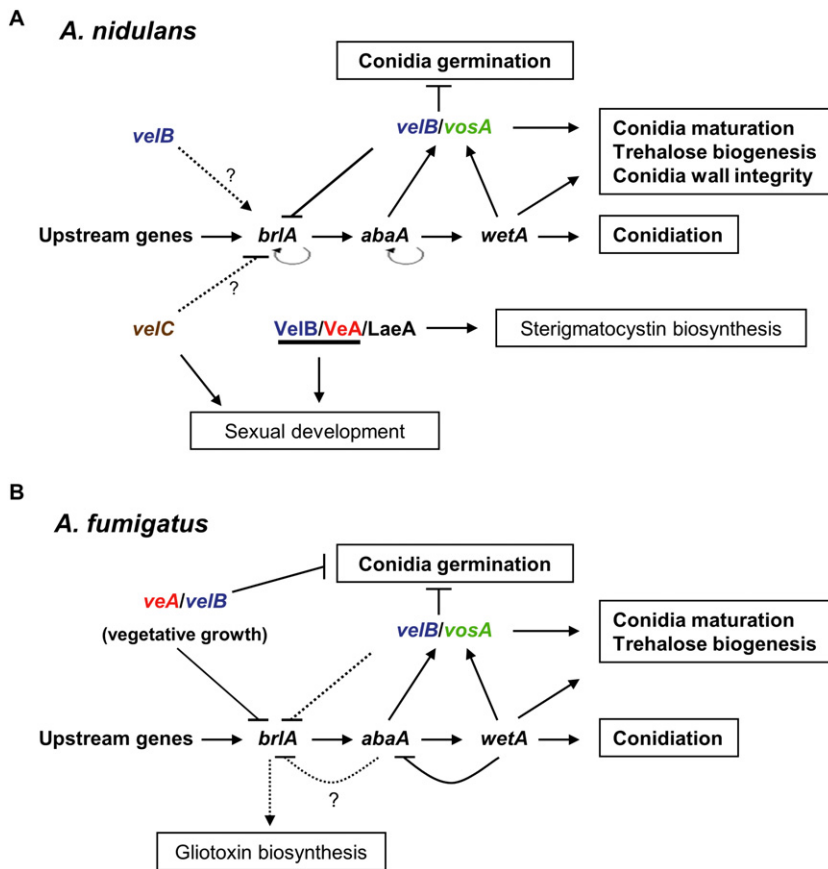 A
A. nidulans
Conidia germination
velB
velB/vosA
Conidia maturation
Trehalose biogenesis
Conidia wall integrity
?
Upstream genes
brlA
abaA
wetA
Conidiation
?
velC
VelB/VeA/LaeA
Sterigmatocystin biosynthesis
Sexual development
B
A. fumigatus
Conidia germination
veA/velB
(vegetative growth)
velB/vosA
Conidia maturation
Trehalose biogenesis
Upstream genes
brlA
abaA
wetA
Conidiation
?
Gliotoxin biosynthesis